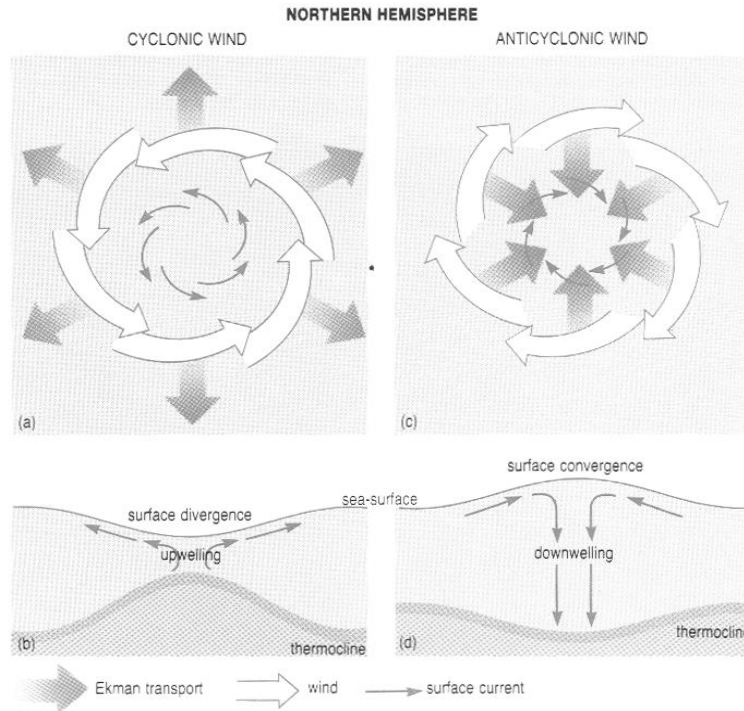 NORTHERN HEMISPHERE
CYCLONIC WIND
ANTICYCLONIC WIND
(a)
(c)
surface divergence
sea-surface
upwelling
(b)
thermocline
surface convergence
downwelling
(d)
thermocline
Ekman transport
wind
surface current